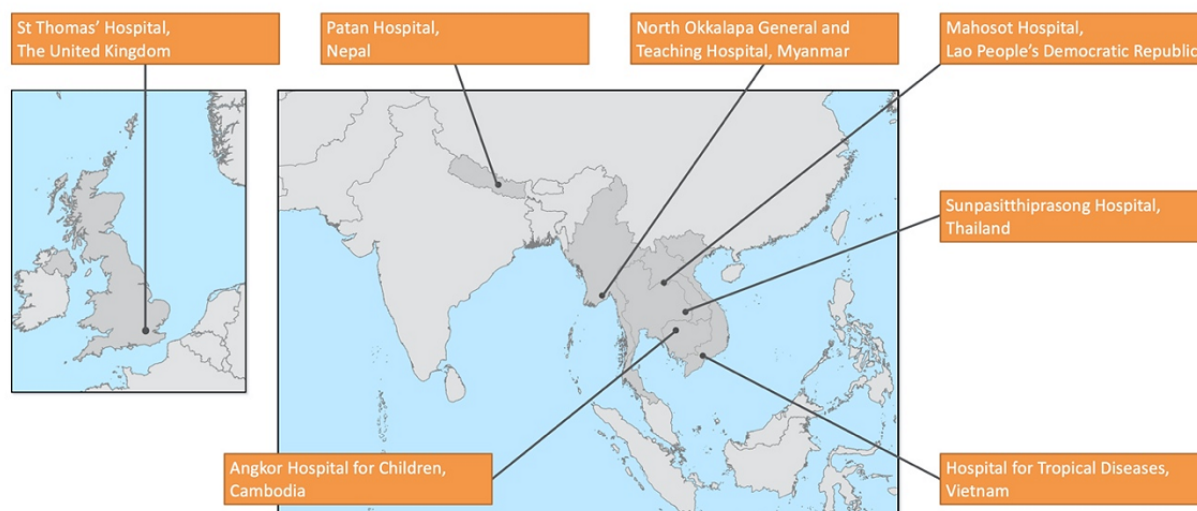 St Thomas’ Hospital,
The United Kingdom
Patan Hospital,
Nepal
North Okkalapa General and
Teaching Hospital, Myanmar
Mahosot Hospital,
Lao People’s Democratic Republic
Sunpasitthiprasong Hospital,
Thailand
Angkor Hospital for Children,
Cambodia
Hospital for Tropical Diseases,
Vietnam